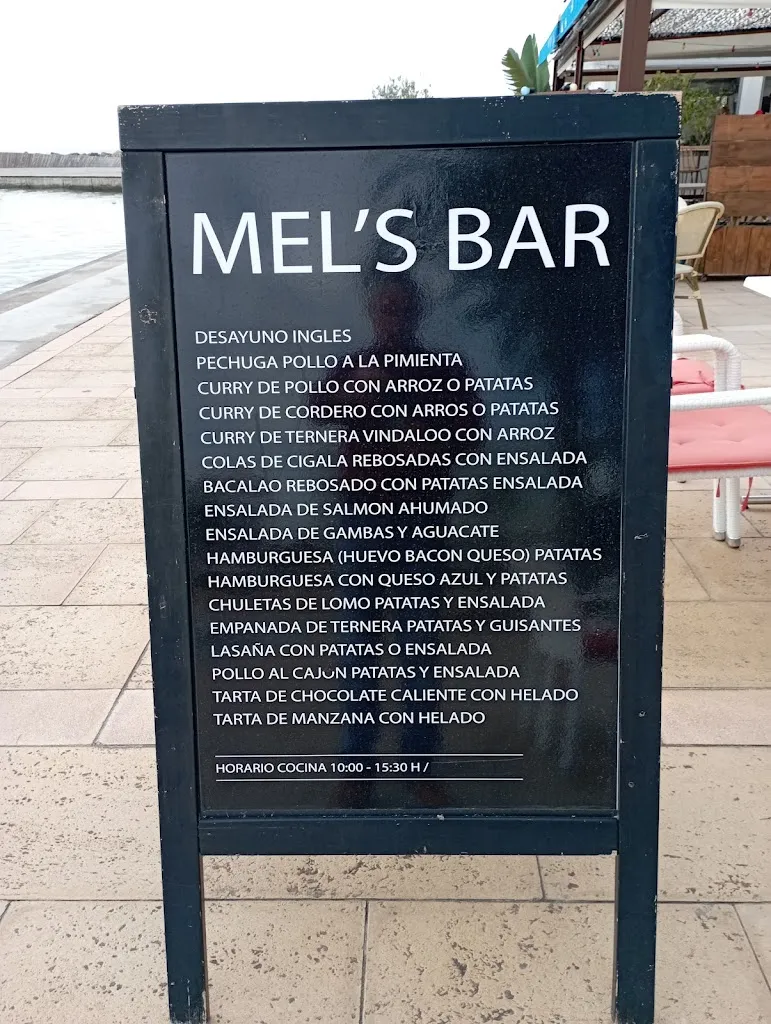 MEL'S BAR
DESAYUNO INGLES
PECHUGA POLLO A LA PIMIENTA
CURRY DE POLLO CON ARROZ O PATATAS
CURRY DE CORDERO CON ARROS O PATATAS
CURRY DE TERNERA VINDALOO CON ARROZ
COLAS DE CIGALA REBOSADAS CON ENSALADA
BACALAO REBOSADO CON PATATAS ENSALADA
ENSALADA DE SALMON AHUMADO
ENSALADA DE GAMBAS Y AGUACATE
HAMBURGUESA (HUEVO BACON QUESO) PATATAS
HAMBURGUESA CON QUESO AZUL Y PATATAS
CHULETAS DE LOMO PATATAS Y ENSALADA
EMPANADA DE TERNERA PATATAS Y GUISANTES
LASAÑA CON PATATAS O ENSALADA
POLLO AL CAJON PATATAS Y ENSALADA
TARTA DE CHOCOLATE CALIENTE CON HELADO
TARTA DE MANZANA CON HELADO
HORARIO COCINA 10:00 - 15:30 H /